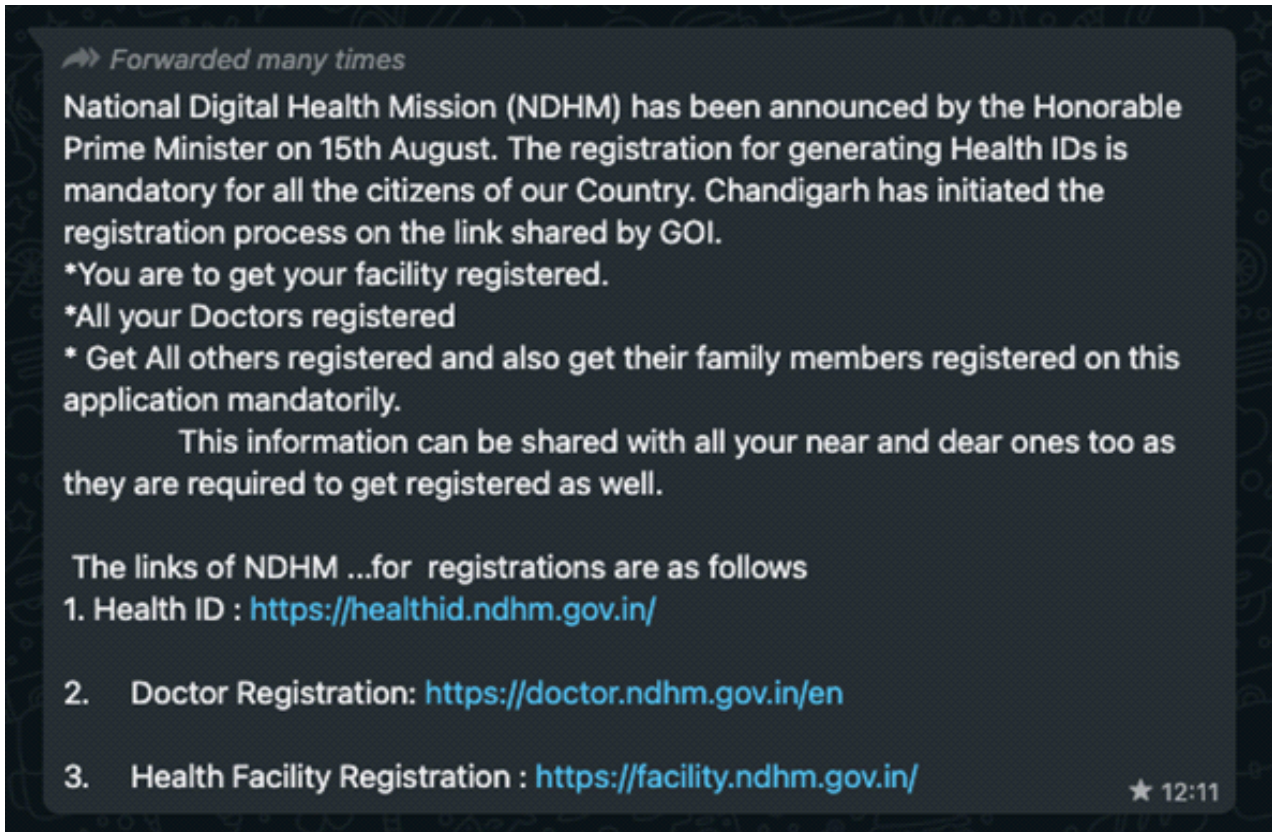 Forwarded many times
National Digital Health Mission (NDHM) has been announced by the Honorable
Prime Minister on 15th August. The registration for generating Health IDs is
mandatory for all the citizens of our Country. Chandigarh has initiated the
registration process on the link shared by GOI.
*You are to get your facility registered.
*All your Doctors registered
* Get All others registered and also get their family members registered on this
application mandatorily.
This information can be shared with all your near and dear ones too as
they are required to get registered as well.
The links of NDHM ...for registrations are as follows
1. Health ID : https://healthid.ndhm.gov.in/
2. Doctor Registration: https://doctor.ndhm.gov.in/en
3. Health Facility Registration : https://facility.ndhm.gov.in/
★ 12:11